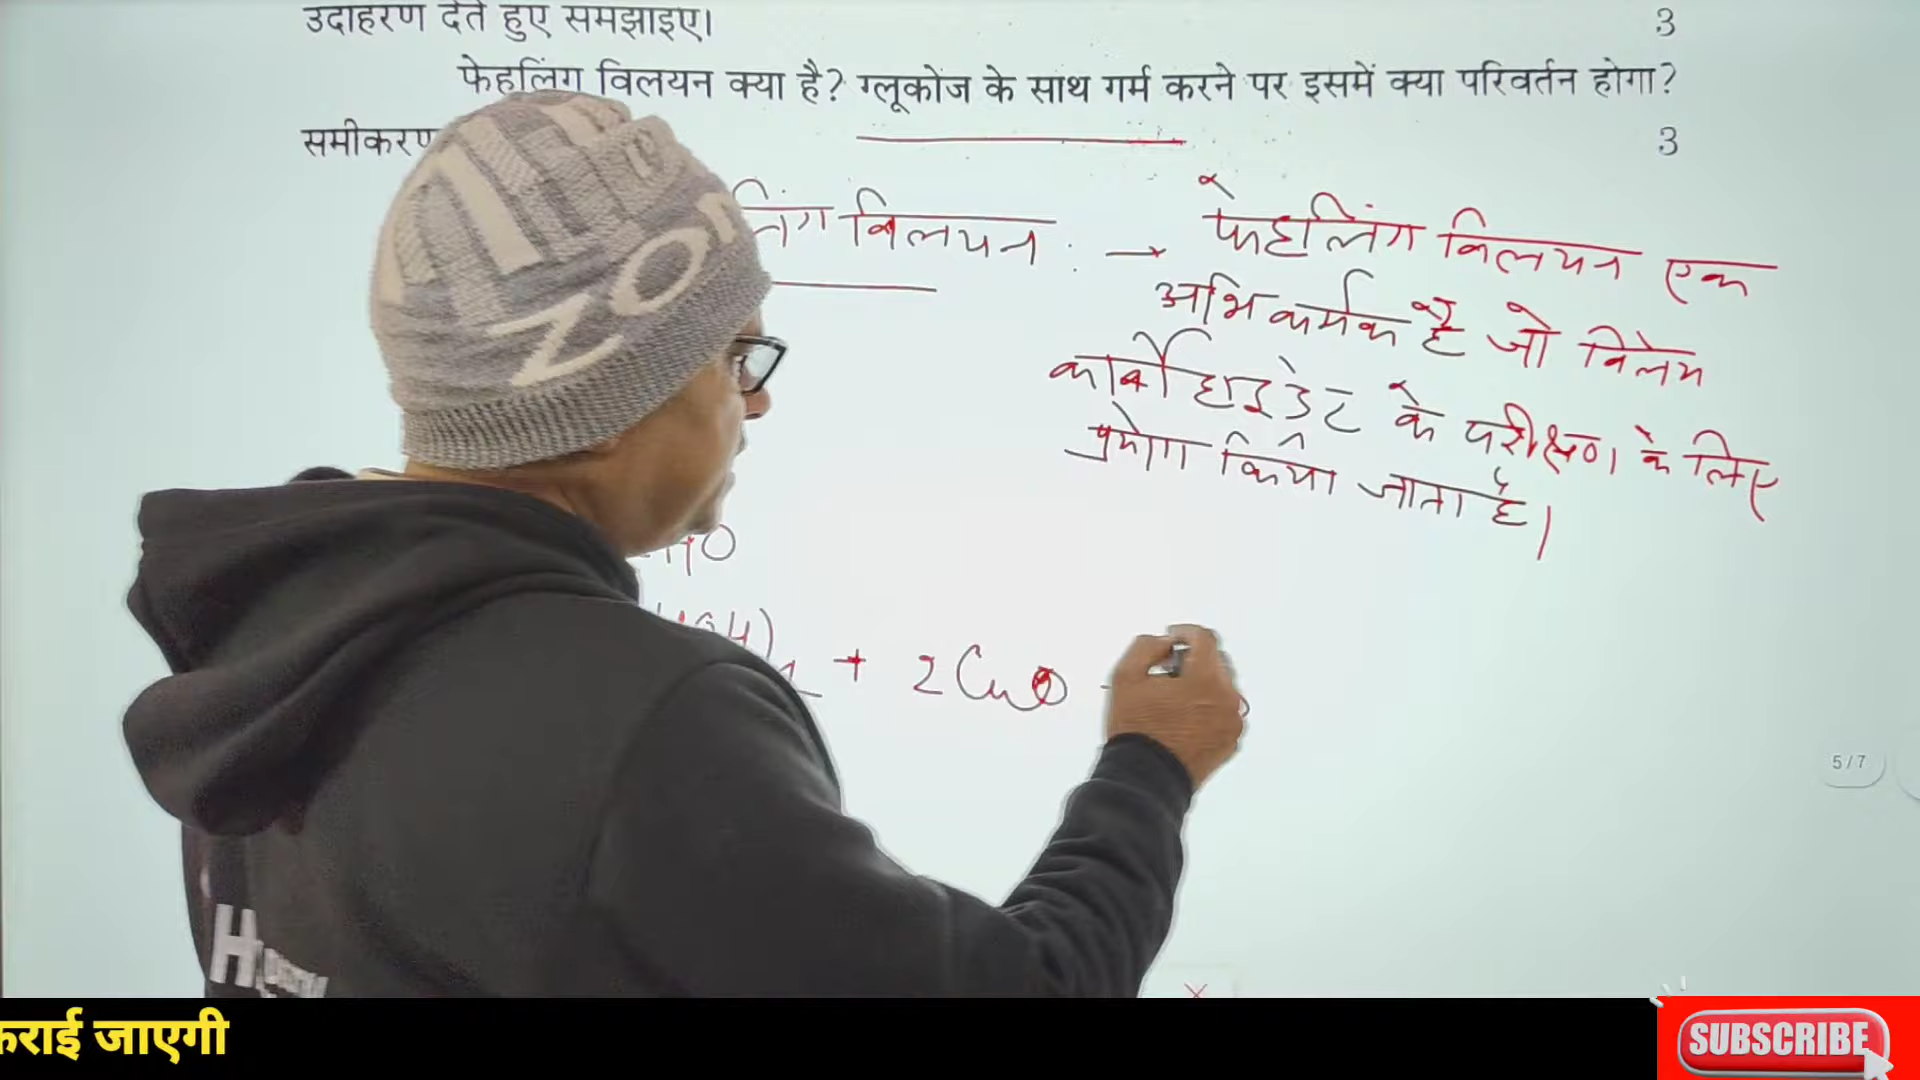 उदाहरण देते हुए समझाइए। 3
फेहलिंग विलयन क्या है? ग्लूकोज के साथ गर्म करने पर इसमें क्या परिवर्तन होगा?
समीकरण 3
लिंग विलयन : → फेहलिंग विलयन एक
अभिकर्मक है जो विलेय
कार्बोहाइडेट के परीक्षण के लिए
प्रयोग किया जाता है।
HO
+ 2CuO
5 / 7
कराई जाएगी
SUBSCRIBE